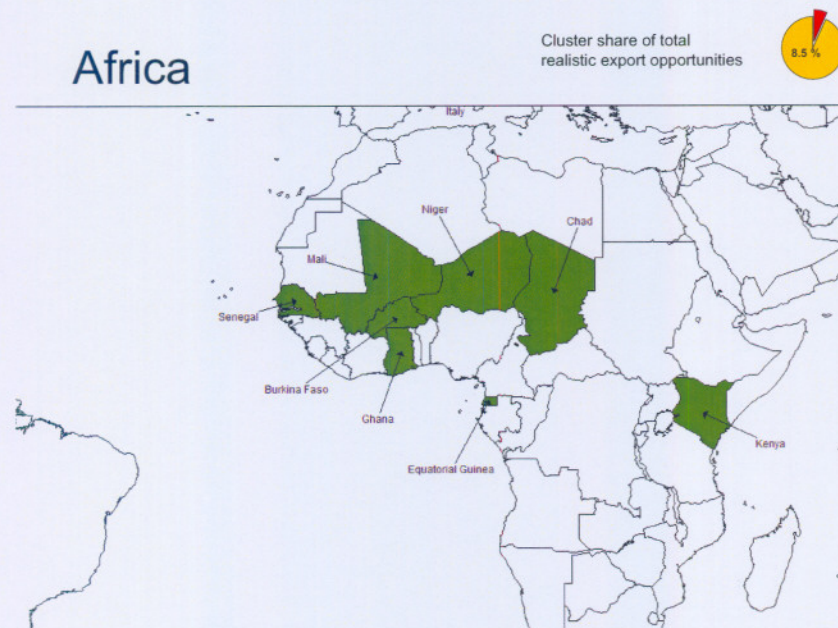 Africa
Cluster share of total
realistic export opportunities
8.5 %
Italy
Niger
Chad
Mali
Senegal
Burkina Faso
Ghana
Equatorial Guinea
Kenya